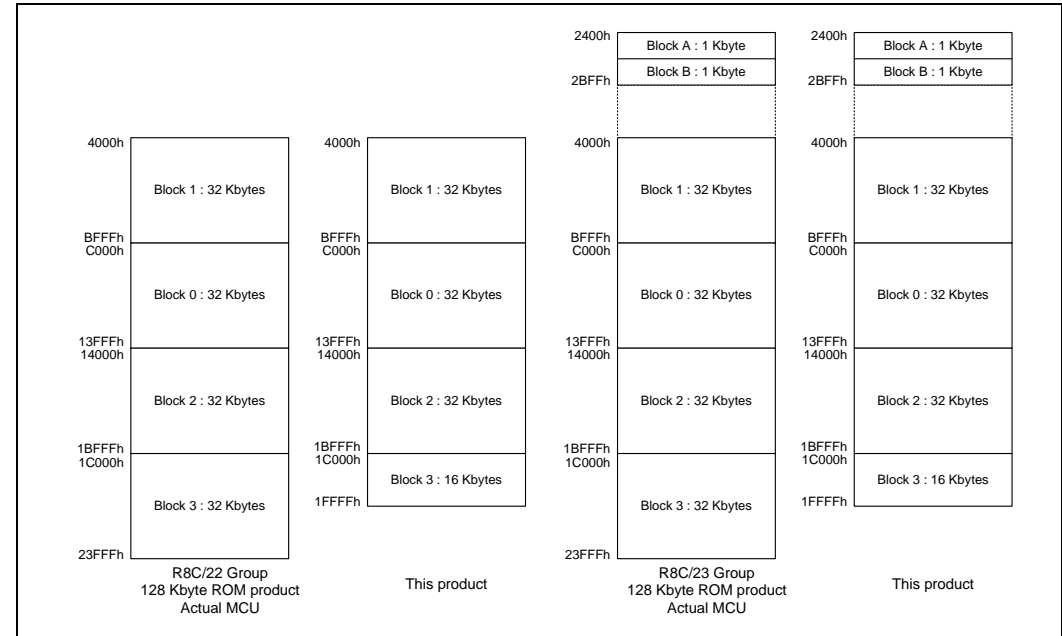 2400h
Block A : 1 Kbyte
Block B : 1 Kbyte
2BFFh
2400h
Block A : 1 Kbyte
Block B : 1 Kbyte
2BFFh
4000h
Block 1 : 32 Kbytes
BFFFh
C000h
Block 0 : 32 Kbytes
13FFFh
14000h
Block 2 : 32 Kbytes
1BFFFh
1C000h
Block 3 : 32 Kbytes
23FFFh
R8C/22 Group
128 Kbyte ROM product
Actual MCU
4000h
Block 1 : 32 Kbytes
BFFFh
C000h
Block 0 : 32 Kbytes
13FFFh
14000h
Block 2 : 32 Kbytes
1BFFFh
1C000h
Block 3 : 16 Kbytes
1FFFFh
This product
4000h
Block 1 : 32 Kbytes
BFFFh
C000h
Block 0 : 32 Kbytes
13FFFh
14000h
Block 2 : 32 Kbytes
1BFFFh
1C000h
Block 3 : 32 Kbytes
23FFFh
R8C/23 Group
128 Kbyte ROM product
Actual MCU
4000h
Block 1 : 32 Kbytes
BFFFh
C000h
Block 0 : 32 Kbytes
13FFFh
14000h
Block 2 : 32 Kbytes
1BFFFh
1C000h
Block 3 : 16 Kbytes
1FFFFh
This product